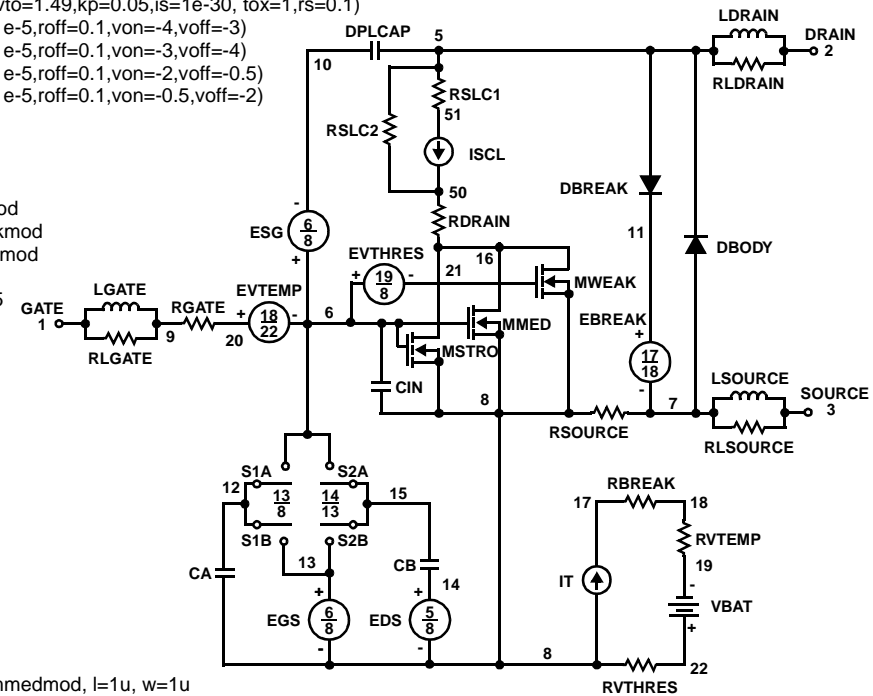 vto=1.49,kp=0.05,is=1e-30, tox=1,rs=0.1)
e-5,roff=0.1,von=-4,voff=-3)
e-5,roff=0.1,von=-3,voff=-4)
e-5,roff=0.1,von=-2,voff=-0.5)
e-5,roff=0.1,von=-0.5,voff=-2)
LDRAIN
DPLCAP
5
DRAIN
2
10
RLDRAIN
RSLC1
51
RSLC2
ISCL
DBREAK
50
od
kmod
mod
RDRAIN
ESG
6
8
11
DBODY
EVTHRES
16
21
19
8
MWEAK
LGATE
EVTEMP
5
GATE
1
RGATE
18
22
6
MMED
EBREAK
9
20
MSTRO
17
18
RLGATE
CIN
LSOURCE
8
7
SOURCE
3
RSOURCE
RLSOURCE
S1A
S2A
12
13
8
14
13
15
RBREAK
17
18
S1B
S2B
RVTEMP
13
CB
19
CA
14
IT
VBAT
EGS
6
8
EDS
5
8
8
22
RVTHRES
mmedmod, l=1u, w=1u